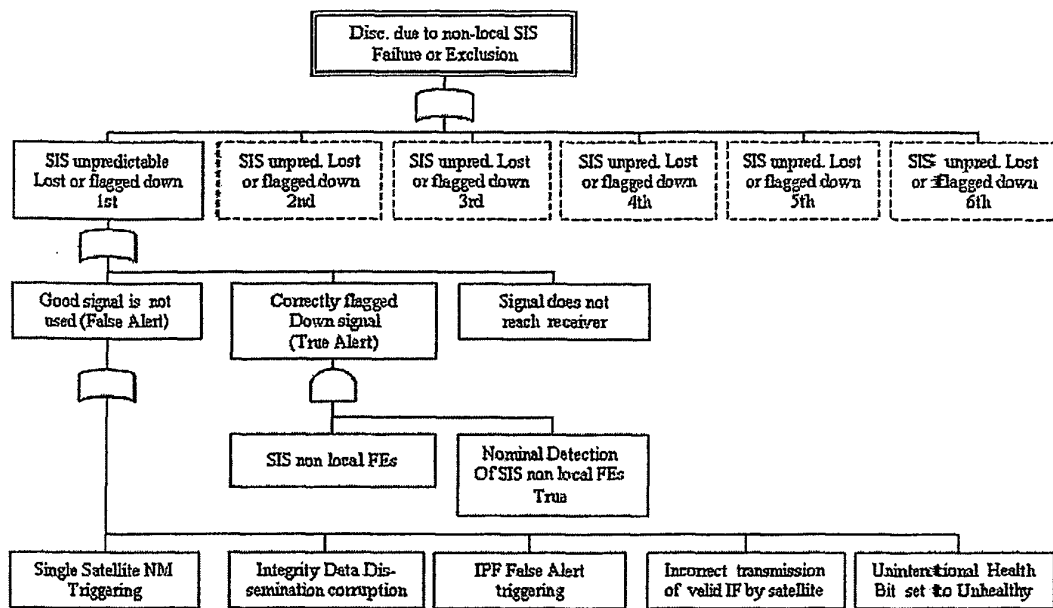 Disc. due to non-local SIS
Failure or Exclusion
SIS unpredictable
Lost or flagged down
1st
SIS unpred. Lost
or flagged down
2nd
SIS unpred. Lost
or flagged down
3rd
SIS unpred. Lost
or flagged down
4th
SIS unpred. Lost
or flagged down
5th
SIS unpred. Lost
or flagged down
6th
Good signal is not
used (False Alert)
Correctly flagged
Down signal
(True Alert)
Signal does not
reach receiver
SIS non local FEs
Nominal Detection
Of SIS non local FEs
True
Single Satellite NM
Triggering
Integrity Data Dis-
semination corruption
IPF False Alert
triggering
Incorrect transmission
of valid IF by satellite
Unintentional Health
Bit set to Unhealthy